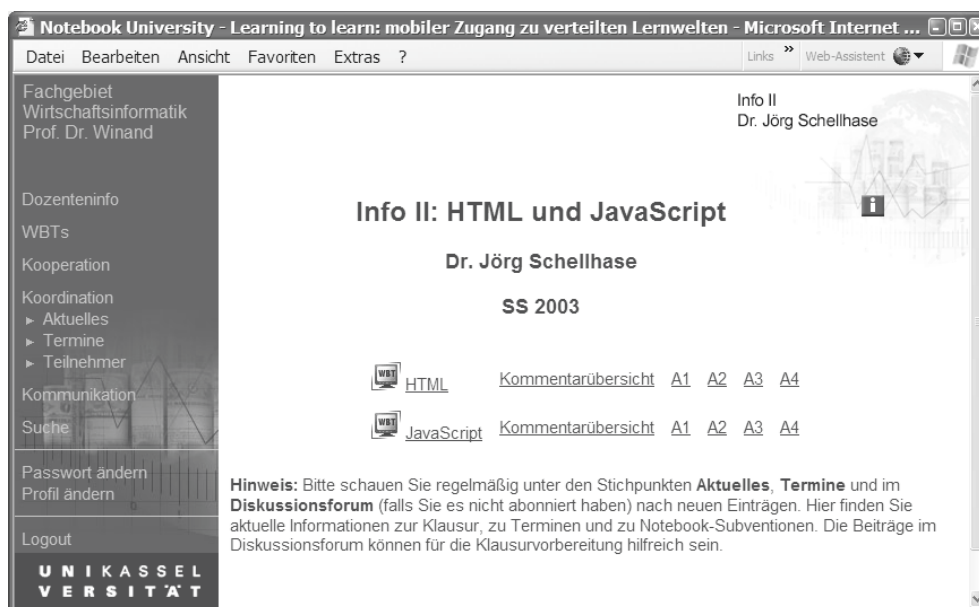 Notebook University - Learning to learn: mobiler Zugang zu verteilten Lernwelten - Microsoft Internet ...
Datei Bearbeiten Ansicht Favoriten Extras ? Links » Web-Assistent
Fachgebiet
Wirtschaftsinformatik
Prof. Dr. Winand
Dozenteninfo
WBTs
Kooperation
Koordination
► Aktuelles
► Termine
► Teilnehmer
Kommunikation
Suche
Passwort ändern
Profil ändern
Logout
UNIKASSEL
VERSITÄT
Info II
Dr. Jörg Schellhase
i
Info II: HTML und JavaScript
Dr. Jörg Schellhase
SS 2003
WBT HTML Kommentarübersicht A1 A2 A3 A4
WBT JavaScript Kommentarübersicht A1 A2 A3 A4
Hinweis: Bitte schauen Sie regelmäßig unter den Stichpunkten Aktuelles, Termine und im
Diskussionsforum (falls Sie es nicht abonniert haben) nach neuen Einträgen. Hier finden Sie
aktuelle Informationen zur Klausur, zu Terminen und zu Notebook-Subventionen. Die Beiträge im
Diskussionsforum können für die Klausurvorbereitung hilfreich sein.